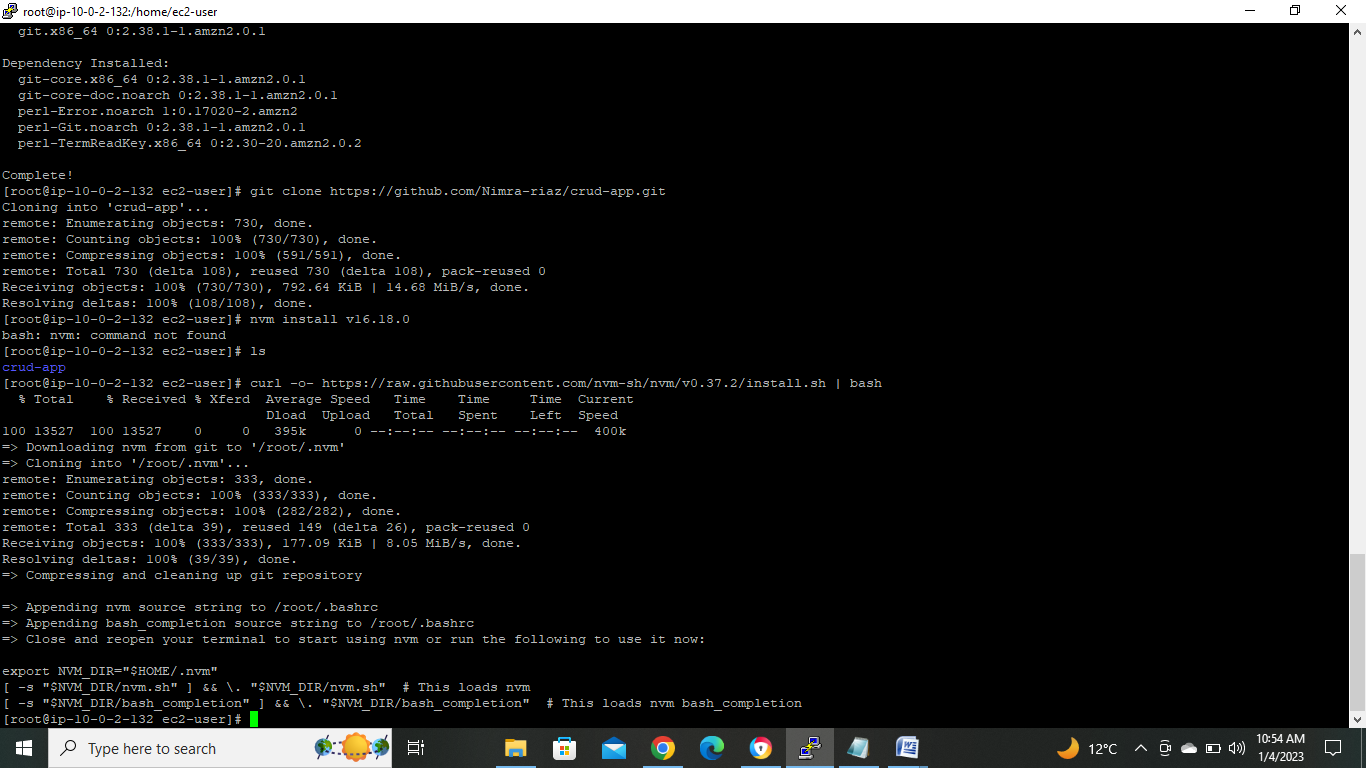 root@ip-10-0-2-132:/home/ec2-user
  git.x86_64 0:2.38.1-1.amzn2.0.1
Dependency Installed:
  git-core.x86_64 0:2.38.1-1.amzn2.0.1
  git-core-doc.noarch 0:2.38.1-1.amzn2.0.1
  perl-Error.noarch 1:0.17020-2.amzn2
  perl-Git.noarch 0:2.38.1-1.amzn2.0.1
  perl-TermReadKey.x86_64 0:2.30-20.amzn2.0.2
Complete!
[root@ip-10-0-2-132 ec2-user]# git clone https://github.com/Nimra-riaz/crud-app.git
Cloning into 'crud-app'...
remote: Enumerating objects: 730, done.
remote: Counting objects: 100% (730/730), done.
remote: Compressing objects: 100% (591/591), done.
remote: Total 730 (delta 108), reused 730 (delta 108), pack-reused 0
Receiving objects: 100% (730/730), 792.64 KiB | 14.68 MiB/s, done.
Resolving deltas: 100% (108/108), done.
[root@ip-10-0-2-132 ec2-user]# nvm install v16.18.0
bash: nvm: command not found
[root@ip-10-0-2-132 ec2-user]# ls
crud-app
[root@ip-10-0-2-132 ec2-user]# curl -o- https://raw.githubusercontent.com/nvm-sh/nvm/v0.37.2/install.sh | bash
  % Total    % Received % Xferd  Average Speed   Time    Time     Time  Current
                                 Dload  Upload   Total   Spent    Left  Speed
100 13527  100 13527    0     0   395k      0 --:--:-- --:--:-- --:--:--  400k
=> Downloading nvm from git to '/root/.nvm'
=> Cloning into '/root/.nvm'...
remote: Enumerating objects: 333, done.
remote: Counting objects: 100% (333/333), done.
remote: Compressing objects: 100% (282/282), done.
remote: Total 333 (delta 39), reused 149 (delta 26), pack-reused 0
Receiving objects: 100% (333/333), 177.09 KiB | 8.05 MiB/s, done.
Resolving deltas: 100% (39/39), done.
=> Compressing and cleaning up git repository
=> Appending nvm source string to /root/.bashrc
=> Appending bash_completion source string to /root/.bashrc
=> Close and reopen your terminal to start using nvm or run the following to use it now:
export NVM_DIR="$HOME/.nvm"
[ -s "$NVM_DIR/nvm.sh" ] && \. "$NVM_DIR/nvm.sh"  # This loads nvm
[ -s "$NVM_DIR/bash_completion" ] && \. "$NVM_DIR/bash_completion"  # This loads nvm bash_completion
[root@ip-10-0-2-132 ec2-user]#
Type here to search
12°C
10:54 AM
1/4/2023